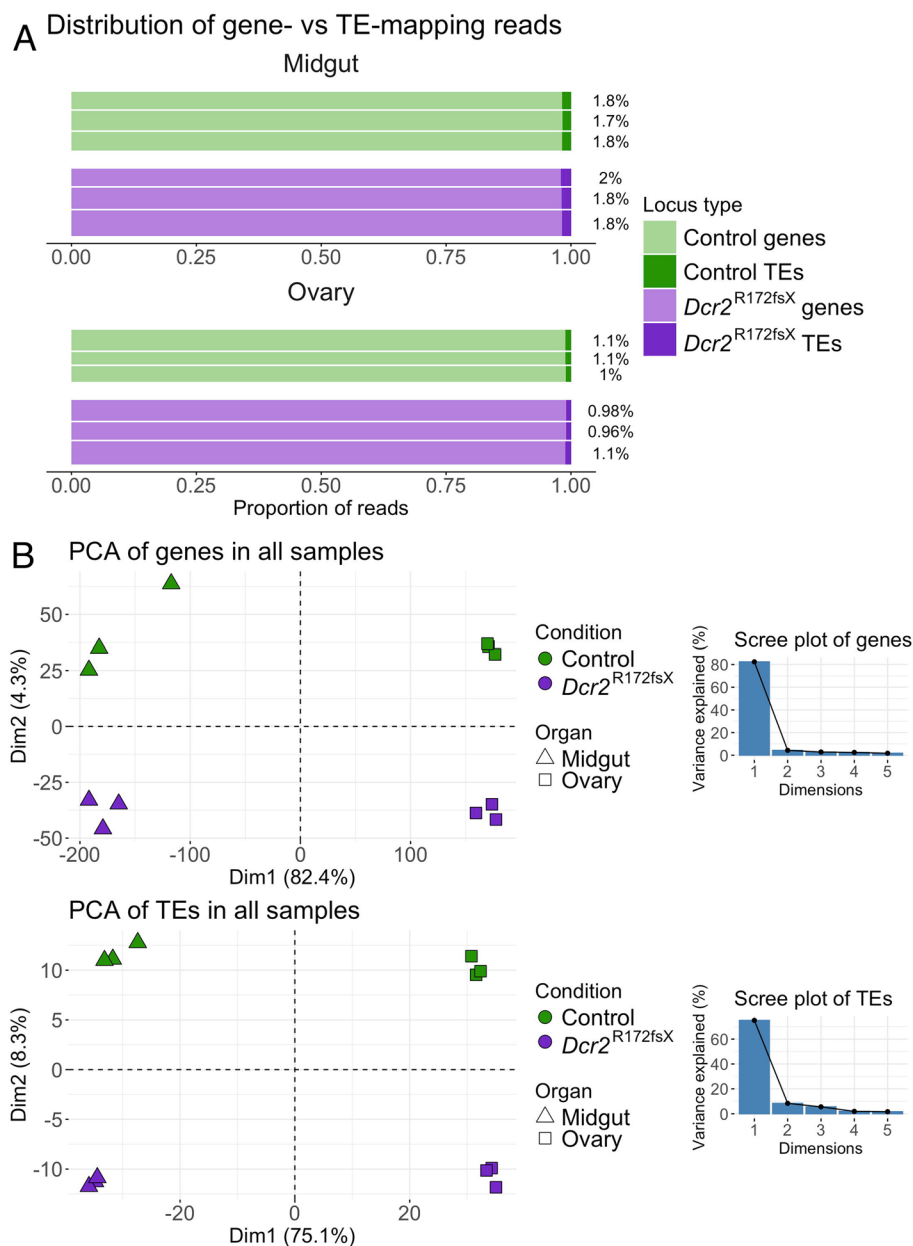 A
Distribution of gene- vs TE-mapping reads
Midgut
1.8%
1.7%
1.8%
2%
1.8%
1.8%
0.00 0.25 0.50 0.75 1.00
Ovary
1.1%
1.1%
1%
0.98%
0.96%
1.1%
0.00 0.25 0.50 0.75 1.00
Proportion of reads
Locus type
Control genes
Control TEs
Dcr2R172fsX genes
Dcr2R172fsX TEs
B
PCA of genes in all samples
Dim2 (4.3%)
50
25
0
-25
-50
-200 -100 0 100
Dim1 (82.4%)
Condition
Control
Dcr2R172fsX
Organ
Midgut
Ovary
Scree plot of genes
Variance explained (%)
80
60
40
20
0
1 2 3 4 5
Dimensions
PCA of TEs in all samples
Dim2 (8.3%)
10
5
0
-5
-10
-20 0 20
Dim1 (75.1%)
Condition
Control
Dcr2R172fsX
Organ
Midgut
Ovary
Scree plot of TEs
Variance explained (%)
60
40
20
0
1 2 3 4 5
Dimensions